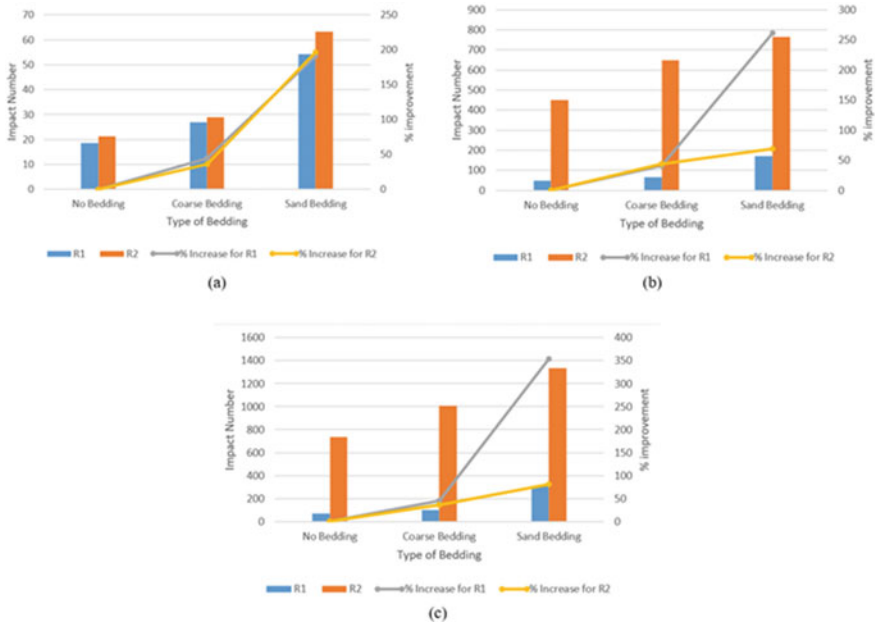 70
60
50
40
30
20
10
0
Impact Number
250
200
150
100
50
0
% improvement
No Bedding Coarse Bedding Sand Bedding
Type of Bedding
R1 R2 % Increase for R1 % Increase for R2
(a)
900
800
700
600
500
400
300
200
100
0
Impact Number
300
250
200
150
100
50
0
% improvement
No Bedding Coarse Bedding Sand Bedding
Type of Bedding
R1 R2 % Increase for R1 % Increase for R2
(b)
1600
1400
1200
1000
800
600
400
200
0
Impact Number
400
350
300
250
200
150
100
50
0
% improvement
No Bedding Coarse Bedding Sand Bedding
Type of Bedding
R1 R2 % Increase for R1 % Increase for R2
(c)